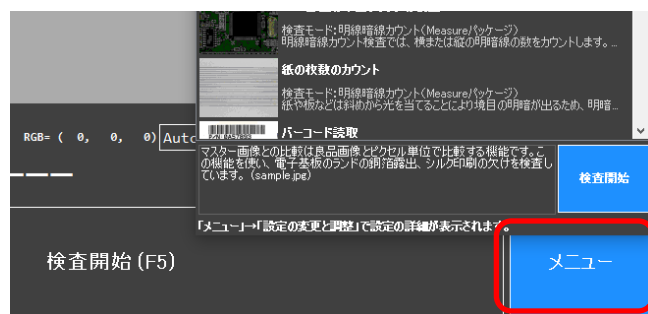 検査モード:明線暗線カウント(Measureパッケージ)
明線暗線カウント検査では、横または縦の明暗線の数をカウントします。...
紙の枚数のカウント
検査モード:明線暗線カウント(Measureパッケージ)
紙や板などは斜めから光を当てることにより境目の明暗が出るため、明暗...
バーコード読取
RGB= ( 0, 0, 0) Auto
マスター画像との比較は良品画像とピクセル単位で比較する機能です。こ
の機能を使い、電子基板のランドの銅箔露出、シルク印刷の欠けを検査し
ています。(sample.jpg)
検査開始
「メニュー」→「設定の変更と調整」で設定の詳細が表示されます。
検査開始(F5)
メニュー